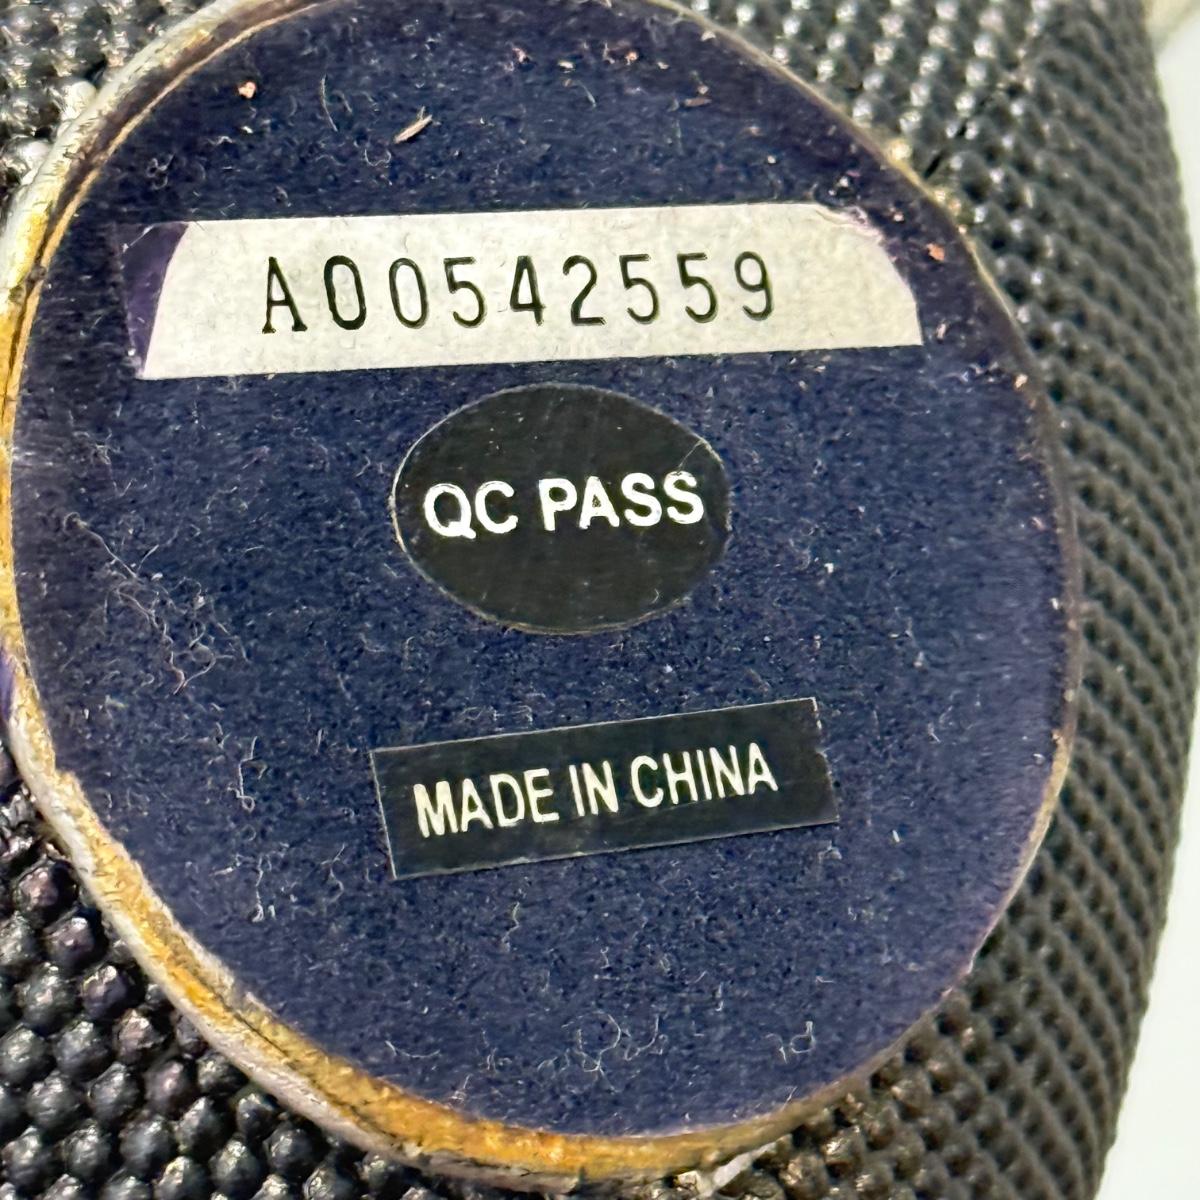 A00542559
QC PASS
MADE IN CHINA